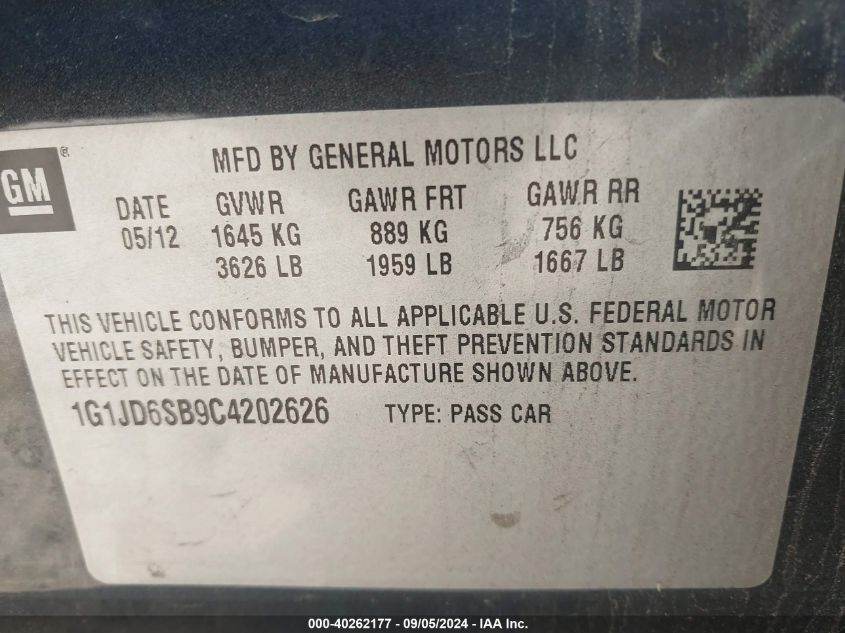 GM ®
MFD BY GENERAL MOTORS LLC
DATE GVWR GAWR FRT GAWR RR
05/12 1645 KG 889 KG 756 KG
3626 LB 1959 LB 1667 LB
THIS VEHICLE CONFORMS TO ALL APPLICABLE U.S. FEDERAL MOTOR
VEHICLE SAFETY, BUMPER, AND THEFT PREVENTION STANDARDS IN
EFFECT ON THE DATE OF MANUFACTURE SHOWN ABOVE.
1G1JD6SB9C4202626 TYPE: PASS CAR
000-40262177 - 09/05/2024 - IAA Inc.